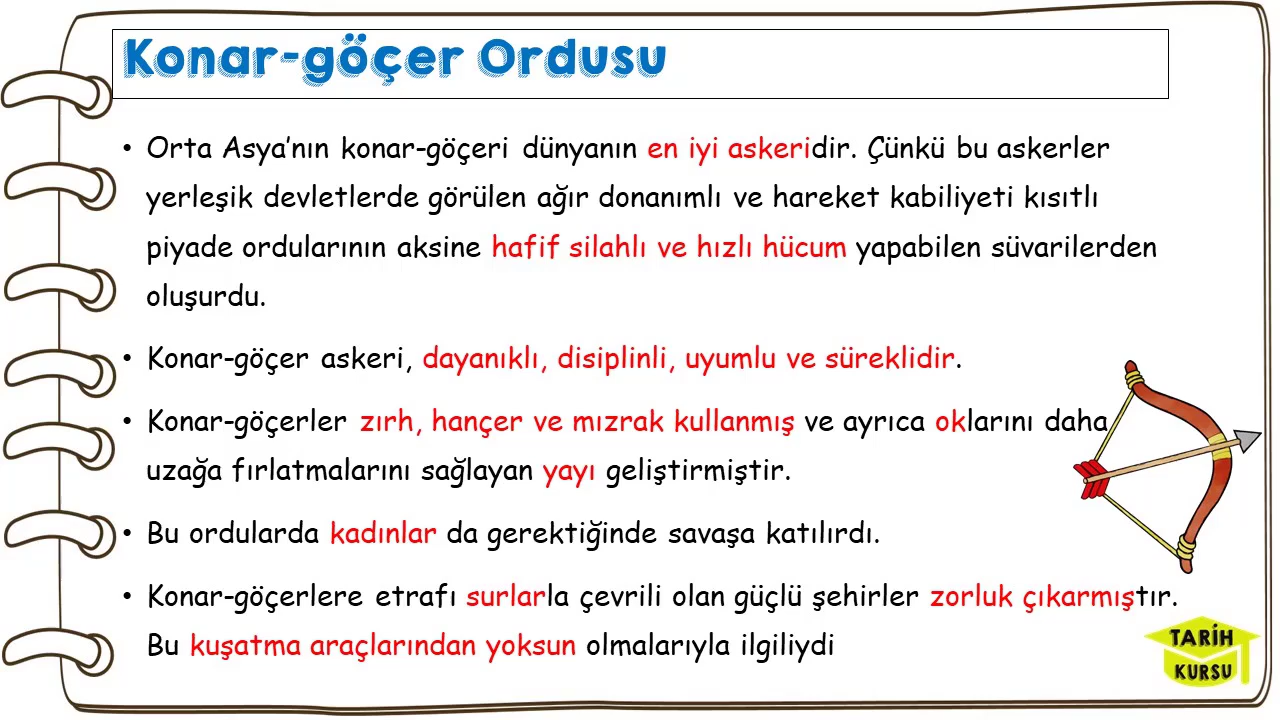 Konar-göçer Ordusu
• Orta Asya’nın konar-göçeri dünyanın en iyi askeridir. Çünkü bu askerler
yerleşik devletlerde görülen ağır donanımlı ve hareket kabiliyeti kısıtlı
piyade ordularının aksine hafif silahlı ve hızlı hücum yapabilen süvarilerden
oluşurdu.
• Konar-göçer askeri, dayanıklı, disiplinli, uyumlu ve süreklidir.
• Konar-göçerler zırh, hançer ve mızrak kullanmış ve ayrıca oklarını daha
uzağa fırlatmalarını sağlayan yayı geliştirmiştir.
• Bu ordularda kadınlar da gerektiğinde savaşa katılırdı.
• Konar-göçerlere etrafı surlarla çevrili olan güçlü şehirler zorluk çıkarmıştır.
Bu kuşatma araçlarından yoksun olmalarıyla ilgiliydi
TARİH
KURSU